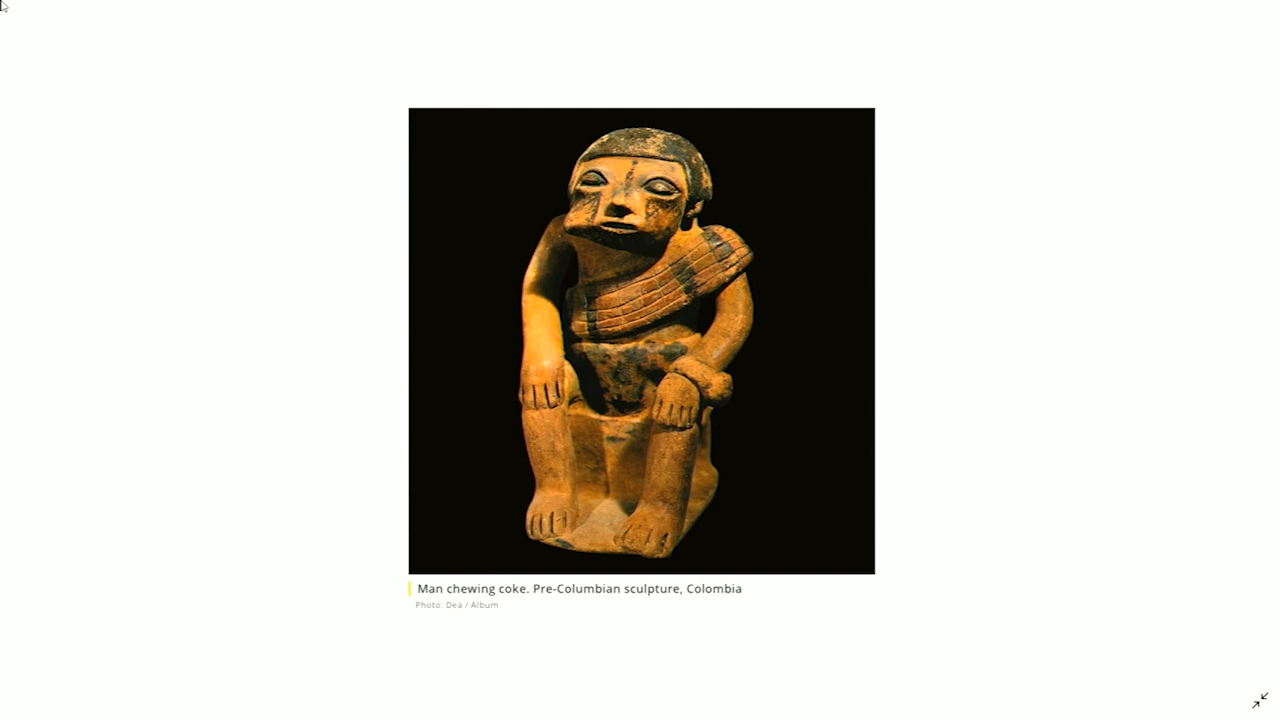 Man chewing coke. Pre-Columbian sculpture, Colombia
Photo: Dea / Album